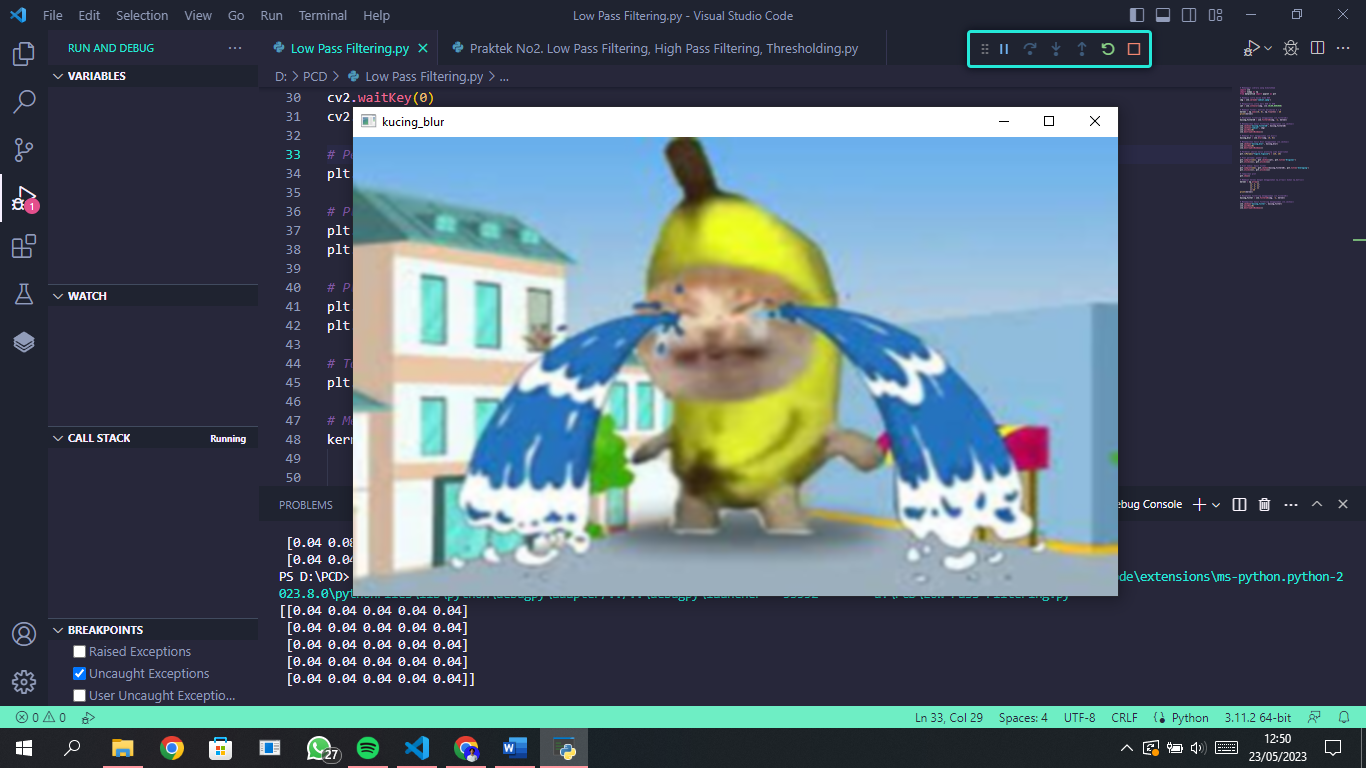 File Edit Selection View Go Run Terminal Help Low Pass Filtering.py - Visual Studio Code
RUN AND DEBUG ··· Low Pass Filtering.py Praktek No2. Low Pass Filtering, High Pass Filtering, Thresholding.py
VARIABLES
D: > PCD > Low Pass Filtering.py > ...
30 cv2.waitKey(0)
31 cv2
kucing_blur
32
33 #
34 plt
35
36 #
37 plt
38 plt
39
40 #
41 plt
42 plt
43
44 #
45 plt
46
47 #
48 kern
49
50
WATCH
CALL STACK Running
PROBLEMS
ebug Console
[0.04 0.08
[0.04 0.04
PS D:\PCD>
ode\extensions\ms-python.python-2
[[0.04 0.04 0.04 0.04 0.04]
[0.04 0.04 0.04 0.04 0.04]
[0.04 0.04 0.04 0.04 0.04]
[0.04 0.04 0.04 0.04 0.04]
[0.04 0.04 0.04 0.04 0.04]]
BREAKPOINTS
Raised Exceptions
Uncaught Exceptions
User Uncaught Exceptio...
1
0 0 Ln 33, Col 29 Spaces: 4 UTF-8 CRLF Python 3.11.2 64-bit
27
12:50
23/05/2023